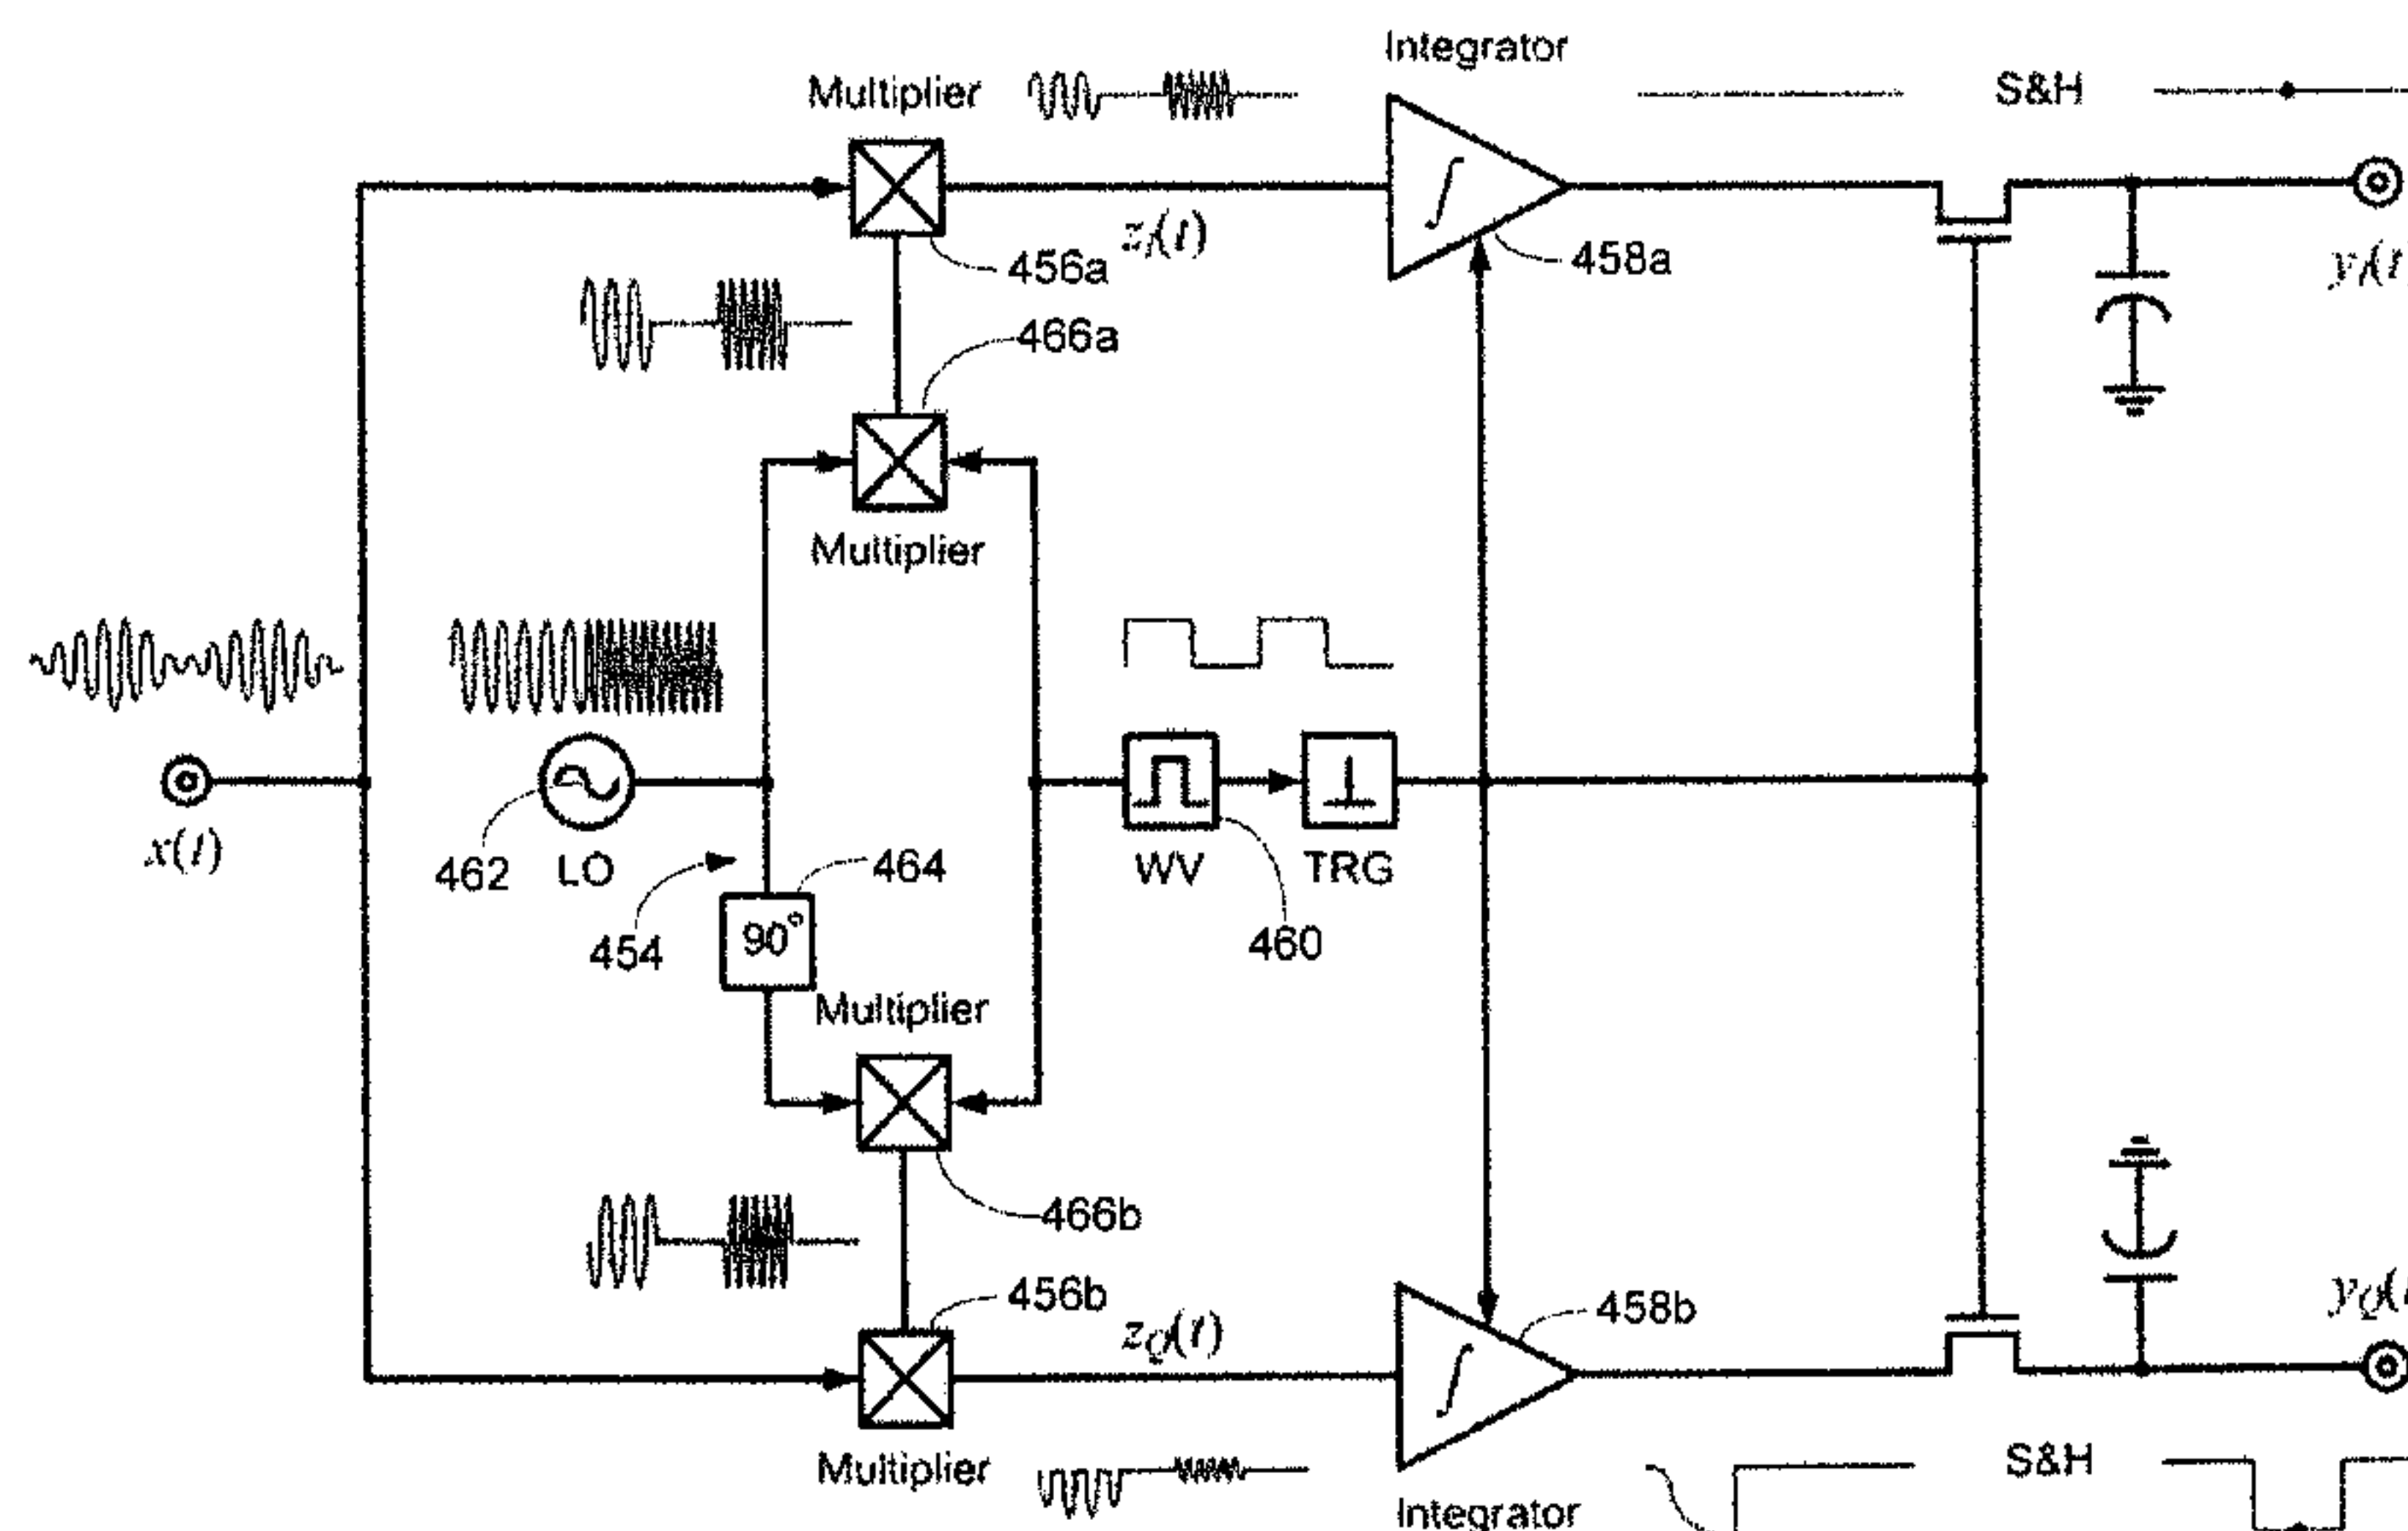 Integrator
Multiplier
S&H
z_I(t)
456a
458a
y_I(t
466a
Multiplier
x(t)
462
LO
464
WV
TRG
454
90°
460
Multiplier
466b
456b
458b
z_Q(t)
y_Q(
Multiplier
S&H
Integrator